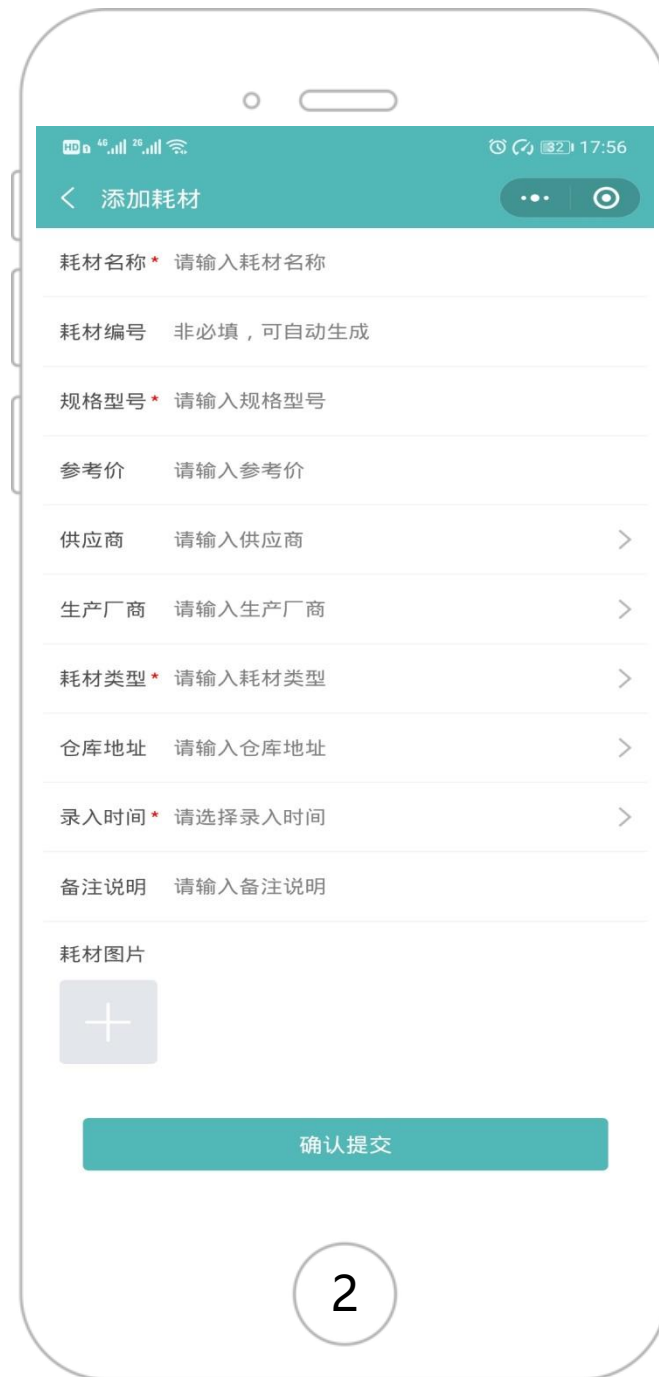 HD 4G 2G 32 17:56
添加耗材
耗材名称* 请输入耗材名称
耗材编号 非必填，可自动生成
规格型号* 请输入规格型号
参考价 请输入参考价
供应商 请输入供应商
生产厂商 请输入生产厂商
耗材类型* 请输入耗材类型
仓库地址 请输入仓库地址
录入时间* 请选择录入时间
备注说明 请输入备注说明
耗材图片
确认提交
2